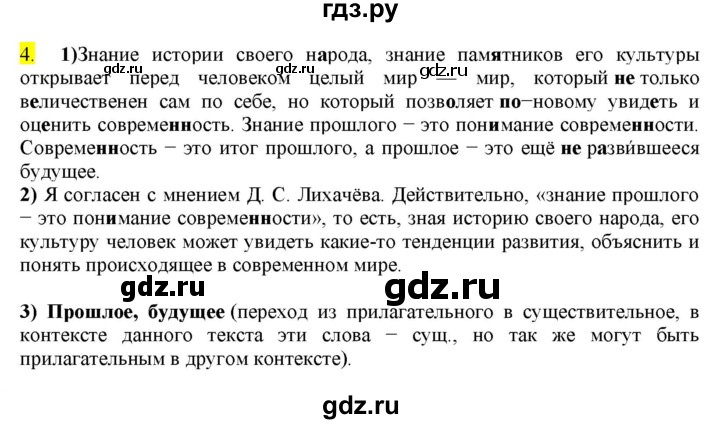 гдз.ру
4. 1)Знание истории своего народа, знание памятников его культуры
gdz.ru gdz.ru
открывает перед человеком целый мир — мир, который не только
величественен сам по себе, но который позволяет по−новому увидеть и
оценить современность. Знание прошлого − это понимание современности.
Современность − это итог прошлого, а прошлое − это ещё не разви́вшееся
будущее.
2) Я согласен с мнением Д. С. Лихачёва. Действительно, «знание прошлого
− это понимание современности», то есть, зная историю своего народа, его
культуру человек может увидеть какие-то тенденции развития, объяснить и
понять происходящее в современном мире.
gdz.ru gdz.ru
3) Прошлое, будущее (переход из прилагательного в существительное, в
контексте данного текста эти слова − сущ., но так же могут быть
прилагательным в другом контексте).
gdz.ru